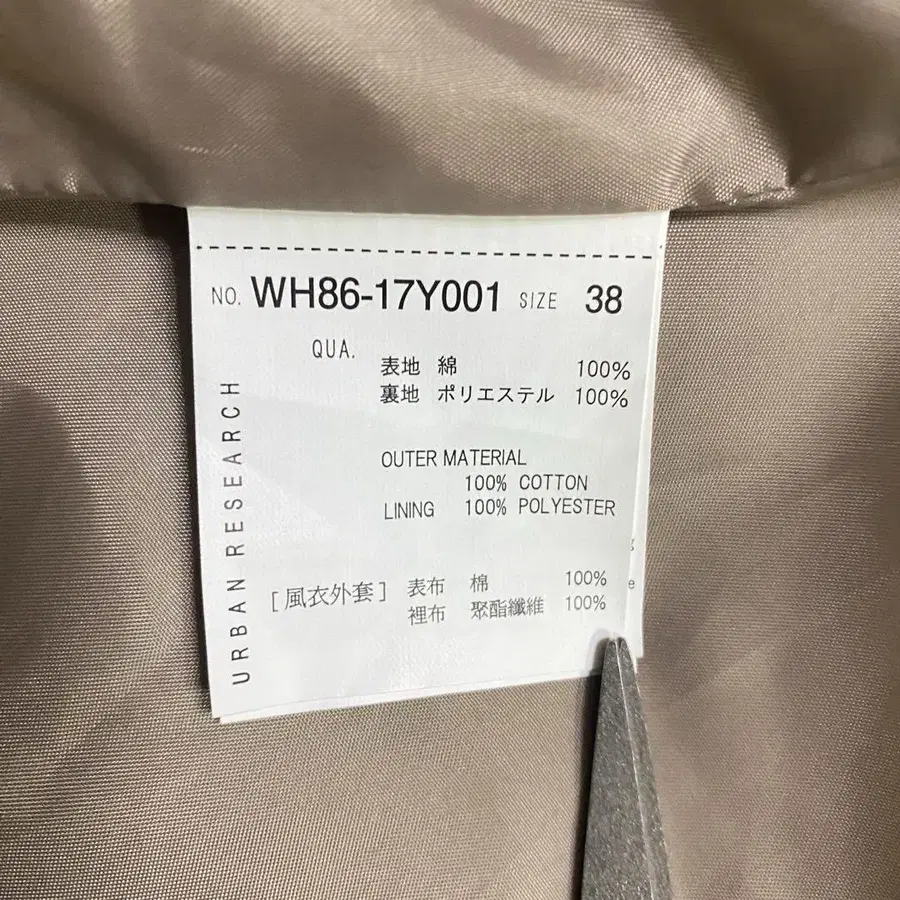 NO. WH86-17Y001 SIZE 38
QUA.
表地 綿 100%
裏地 ポリエステル 100%
OUTER MATERIAL
100% COTTON
LINING 100% POLYESTER
[風衣外套] 表布 棉 100%
裡布 聚酯纖維 100%
URBAN RESEARCH